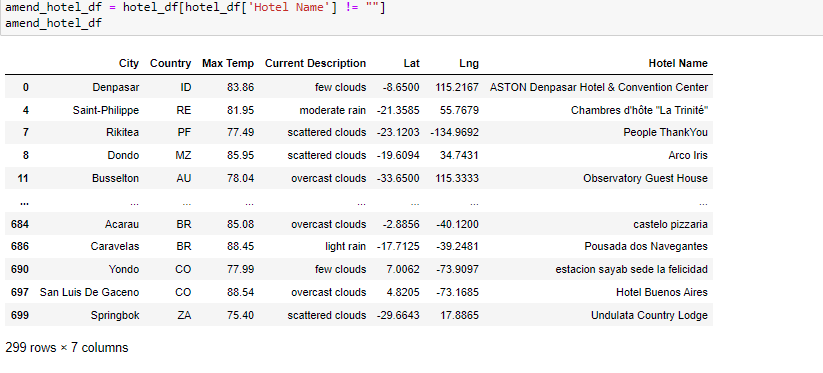 amend_hotel_df = hotel_df[hotel_df['Hotel Name'] != ""]
amend_hotel_df
City Country Max Temp Current Description Lat Lng Hotel Name
0 Denpasar ID 83.86 few clouds -8.6500 115.2167 ASTON Denpasar Hotel & Convention Center
4 Saint-Philippe RE 81.95 moderate rain -21.3585 55.7679 Chambres d'hôte "La Trinité"
7 Rikitea PF 77.49 scattered clouds -23.1203 -134.9692 People ThankYou
8 Dondo MZ 85.95 scattered clouds -19.6094 34.7431 Arco Iris
11 Busselton AU 78.04 overcast clouds -33.6500 115.3333 Observatory Guest House
... ... ... ... ... ... ... ...
684 Acarau BR 85.08 overcast clouds -2.8856 -40.1200 castelo pizzaria
686 Caravelas BR 88.45 light rain -17.7125 -39.2481 Pousada dos Navegantes
690 Yondo CO 77.99 few clouds 7.0062 -73.9097 estacion sayab sede la felicidad
697 San Luis De Gaceno CO 88.54 overcast clouds 4.8205 -73.1685 Hotel Buenos Aires
699 Springbok ZA 75.40 scattered clouds -29.6643 17.8865 Undulata Country Lodge
299 rows × 7 columns